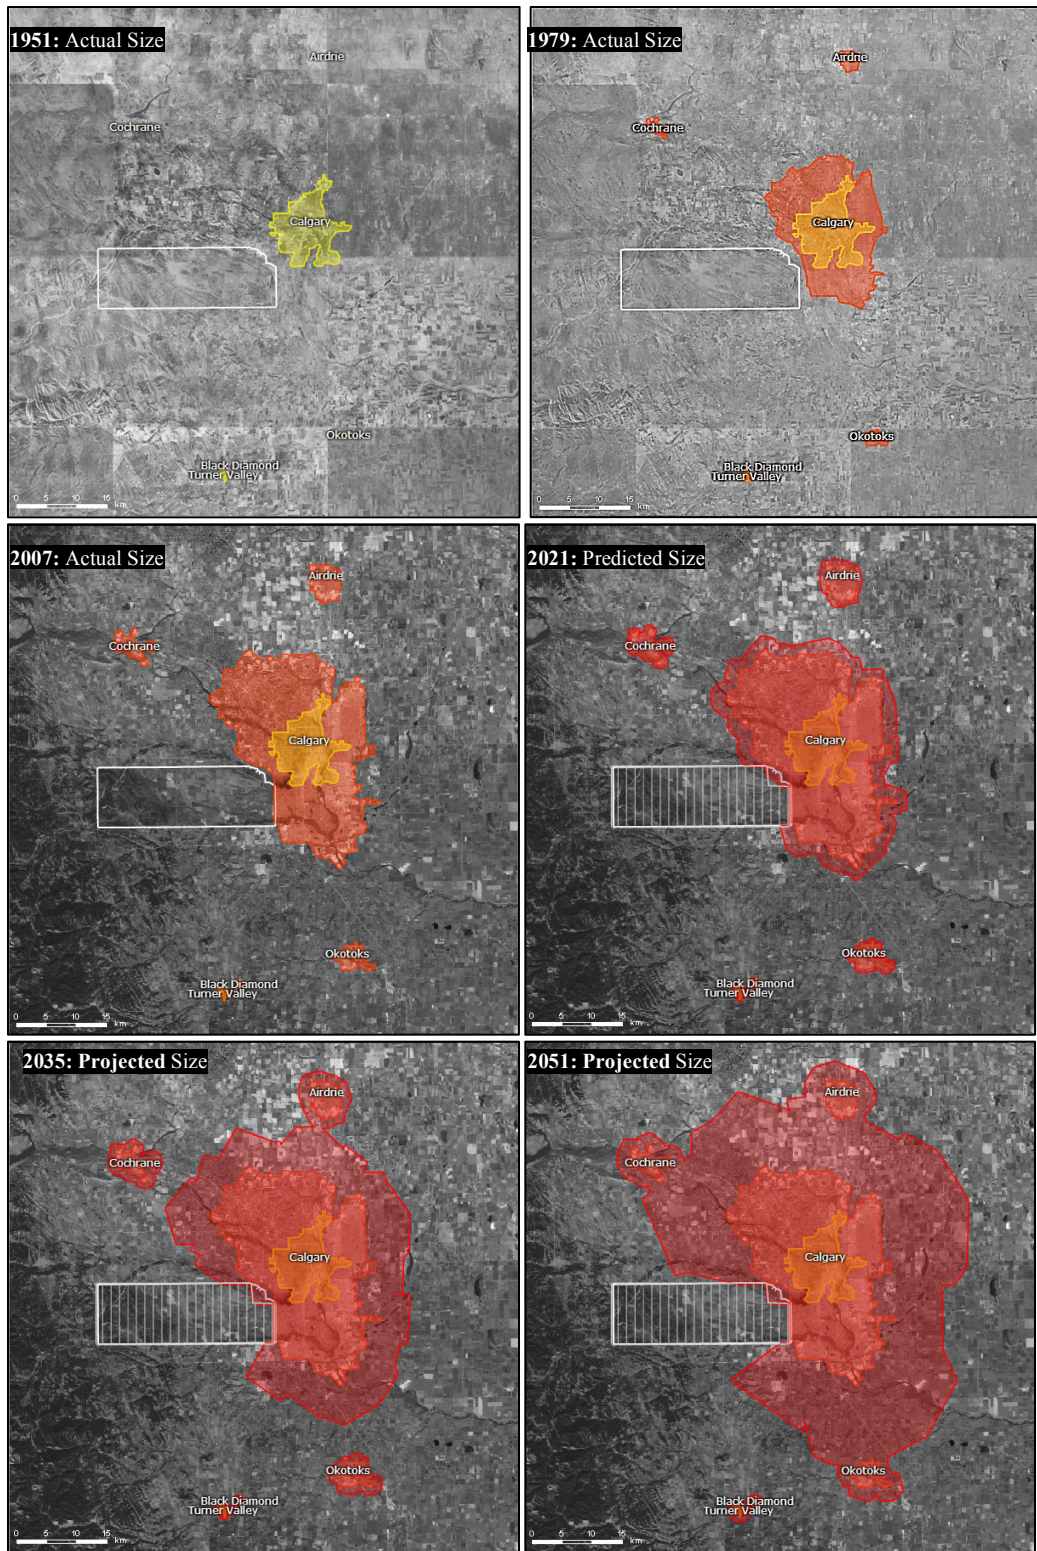 1951: Actual Size
Airdrie
Cochrane
Calgary
Okotoks
Black Diamond
Turner Valley
0 5 10 15
km
1979: Actual Size
Airdrie
Cochrane
Calgary
Okotoks
Black Diamond
Turner Valley
0 5 10 15
km
2007: Actual Size
Airdrie
Cochrane
Calgary
Okotoks
Black Diamond
Turner Valley
0 5 10 15
km
2021: Predicted Size
Airdrie
Cochrane
Calgary
Okotoks
Black Diamond
Turner Valley
0 5 10 15
km
2035: Projected Size
Airdrie
Cochrane
Calgary
Okotoks
Black Diamond
Turner Valley
0 5 10 15
km
2051: Projected Size
Airdrie
Cochrane
Calgary
Okotoks
Black Diamond
Turner Valley
0 5 10 15
km